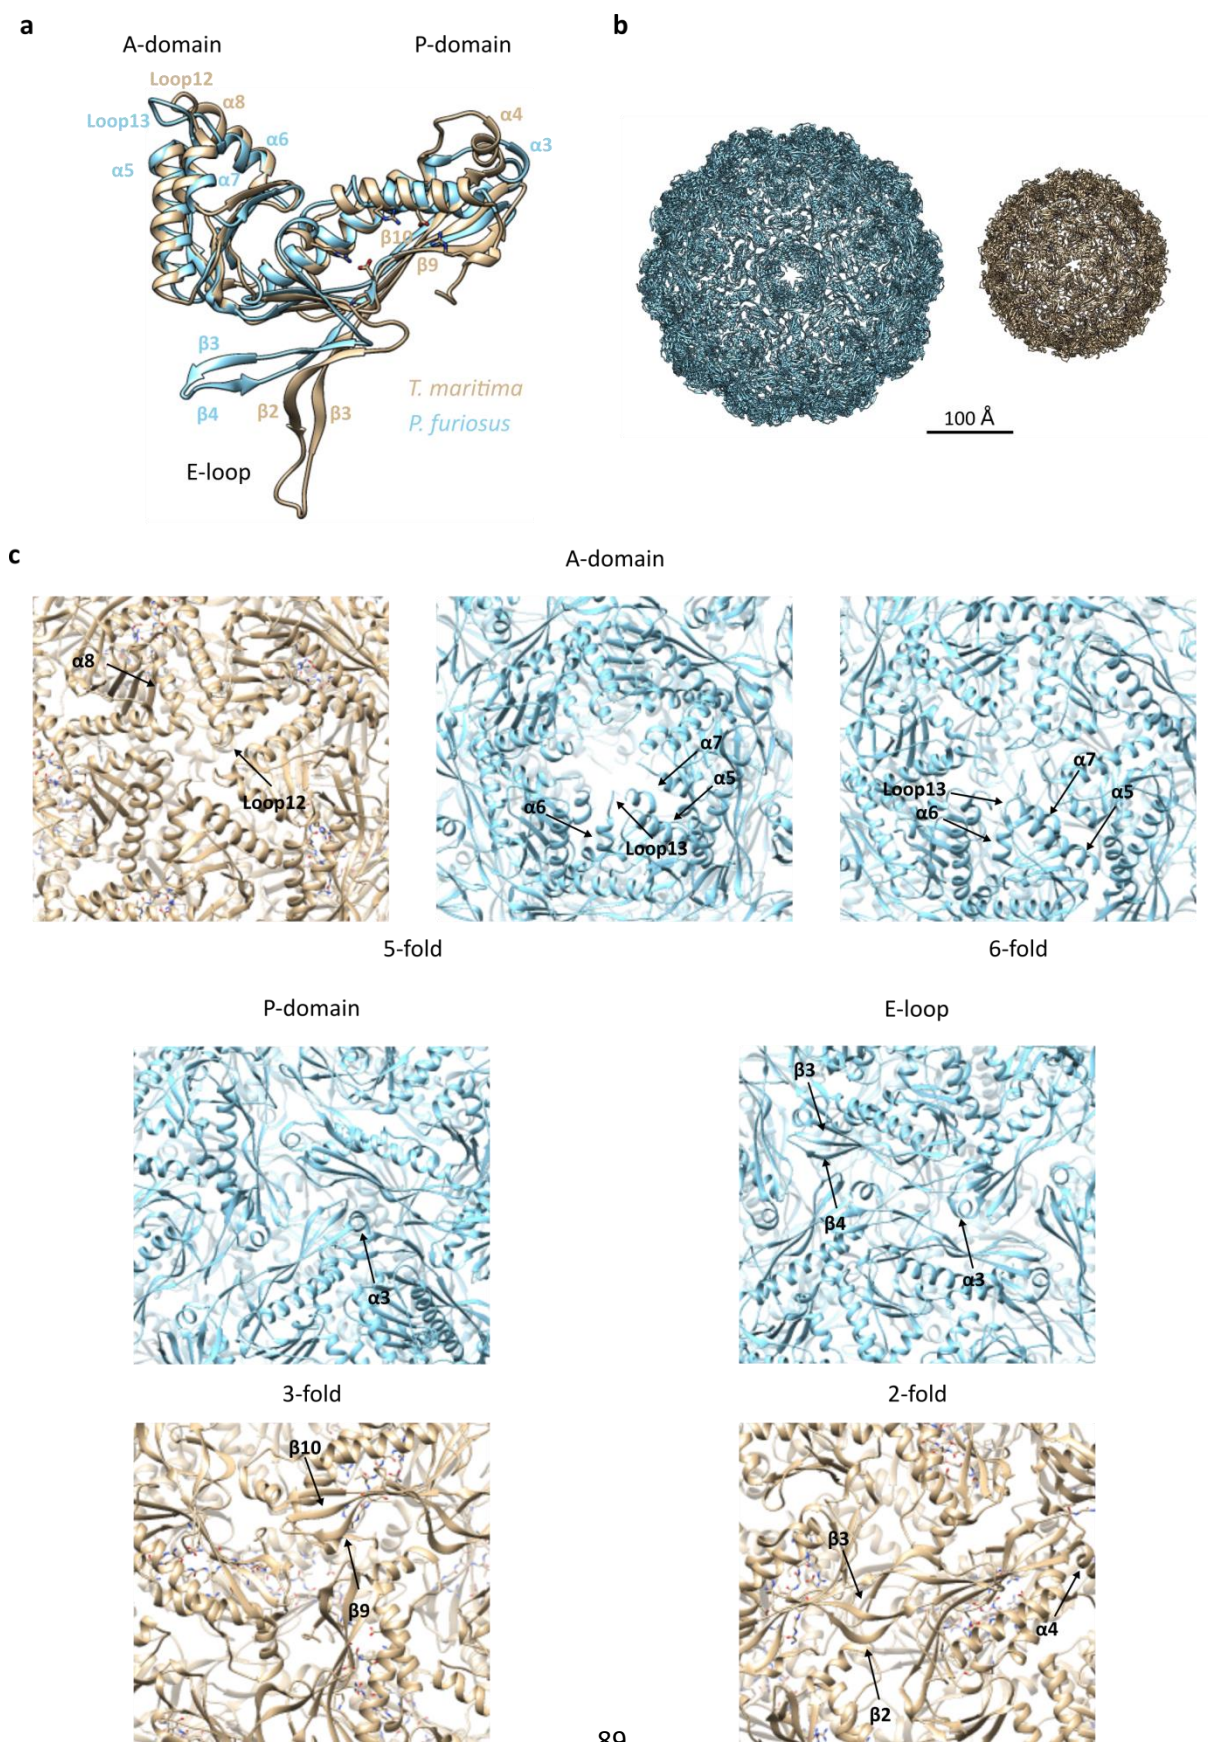 a
A-domain
P-domain
Loop12
α8
Loop13
α6
α5
α7
α4
α3
β10
β9
β3
β4
β2
β3
T. maritima
P. furiosus
E-loop
b
100 Å
c
A-domain
α8
Loop12
α7
α5
α6
Loop13
α7
Loop13
α5
α6
5-fold
6-fold
P-domain
E-loop
α3
β3
β4
α3
3-fold
2-fold
β10
β9
β3
α4
β2
89